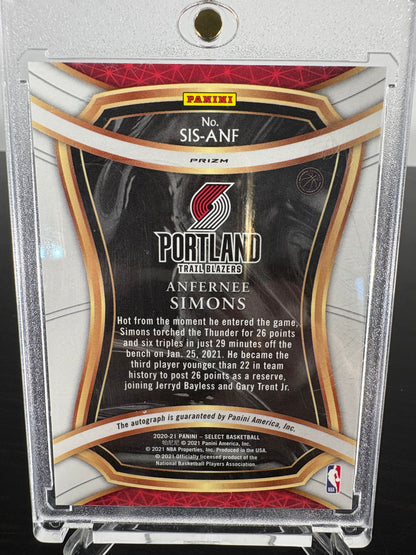 PANINI
No.
SIS-ANF
PRIZM
PORTLAND
TRAIL BLAZERS
ANFERNEE
SIMONS
Hot from the moment he entered the game,
Simons torched the Thunder for 26 points
and six triples in just 29 minutes off the
bench on Jan. 25, 2021. He became the
third player younger than 22 in team
history to post 26 points as a reserve,
joining Jerryd Bayless and Gary Trent Jr.
The autograph is guaranteed by Panini America, Inc.
2020-21 PANINI – SELECT BASKETBALL
© 2021 Panini America, Inc.
© 2021 NBA Properties, Inc. Produced in the USA.
© 2021 Officially licensed product of the
National Basketball Players Association.
NBA